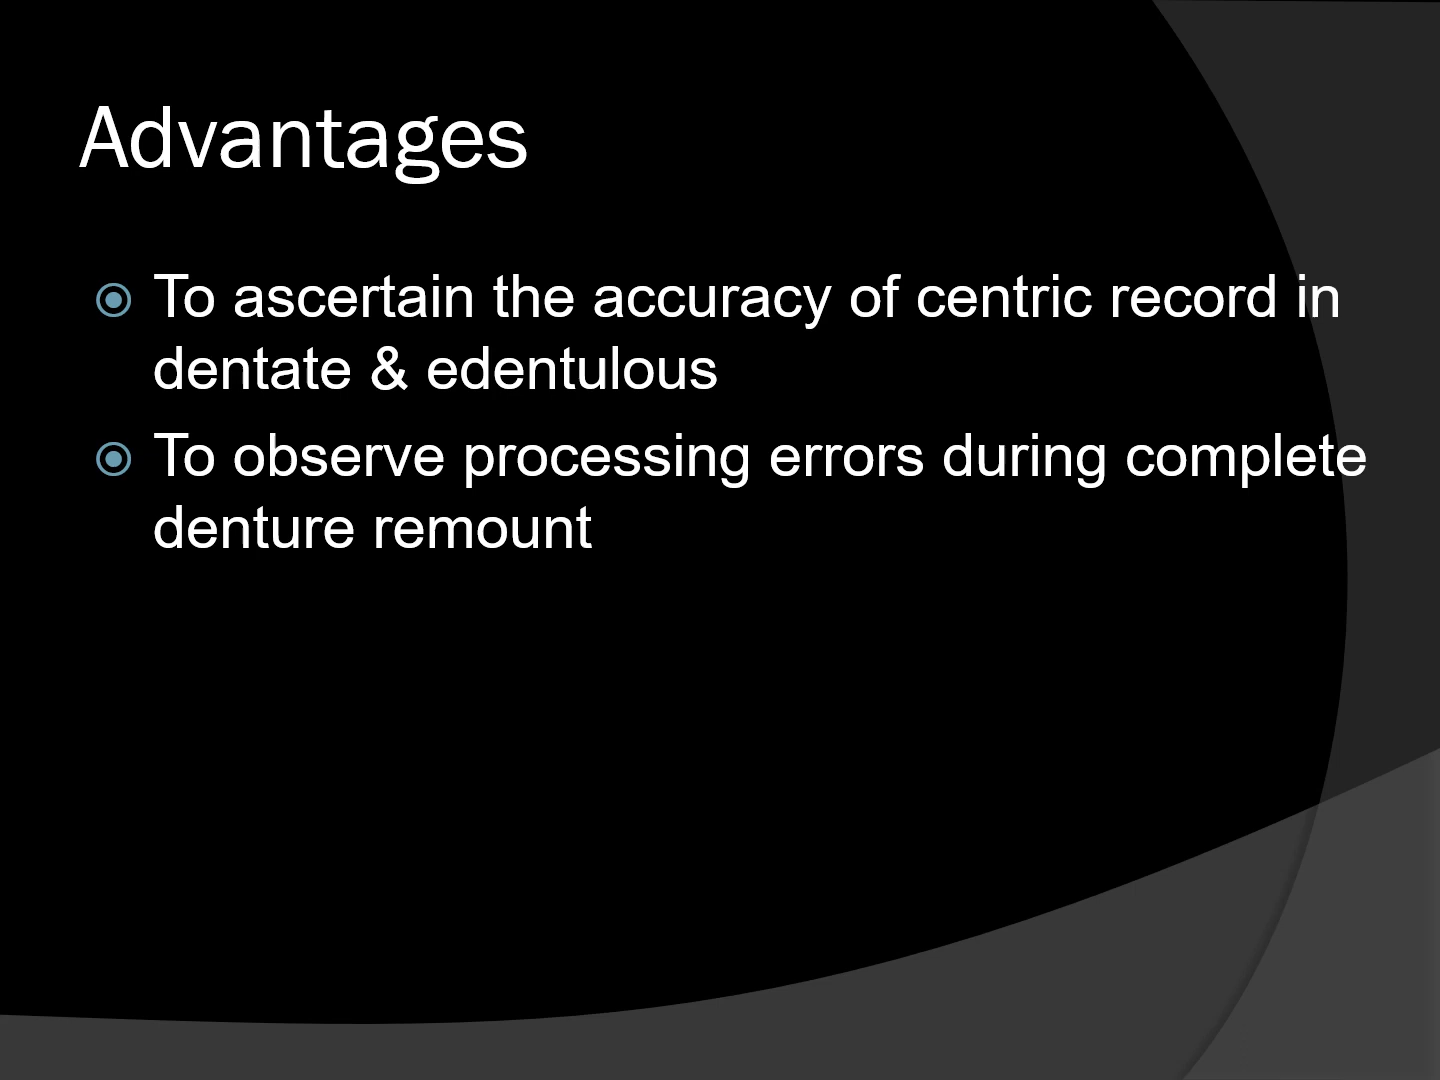 Advantages
To ascertain the accuracy of centric record in
dentate & edentulous
To observe processing errors during complete
denture remount